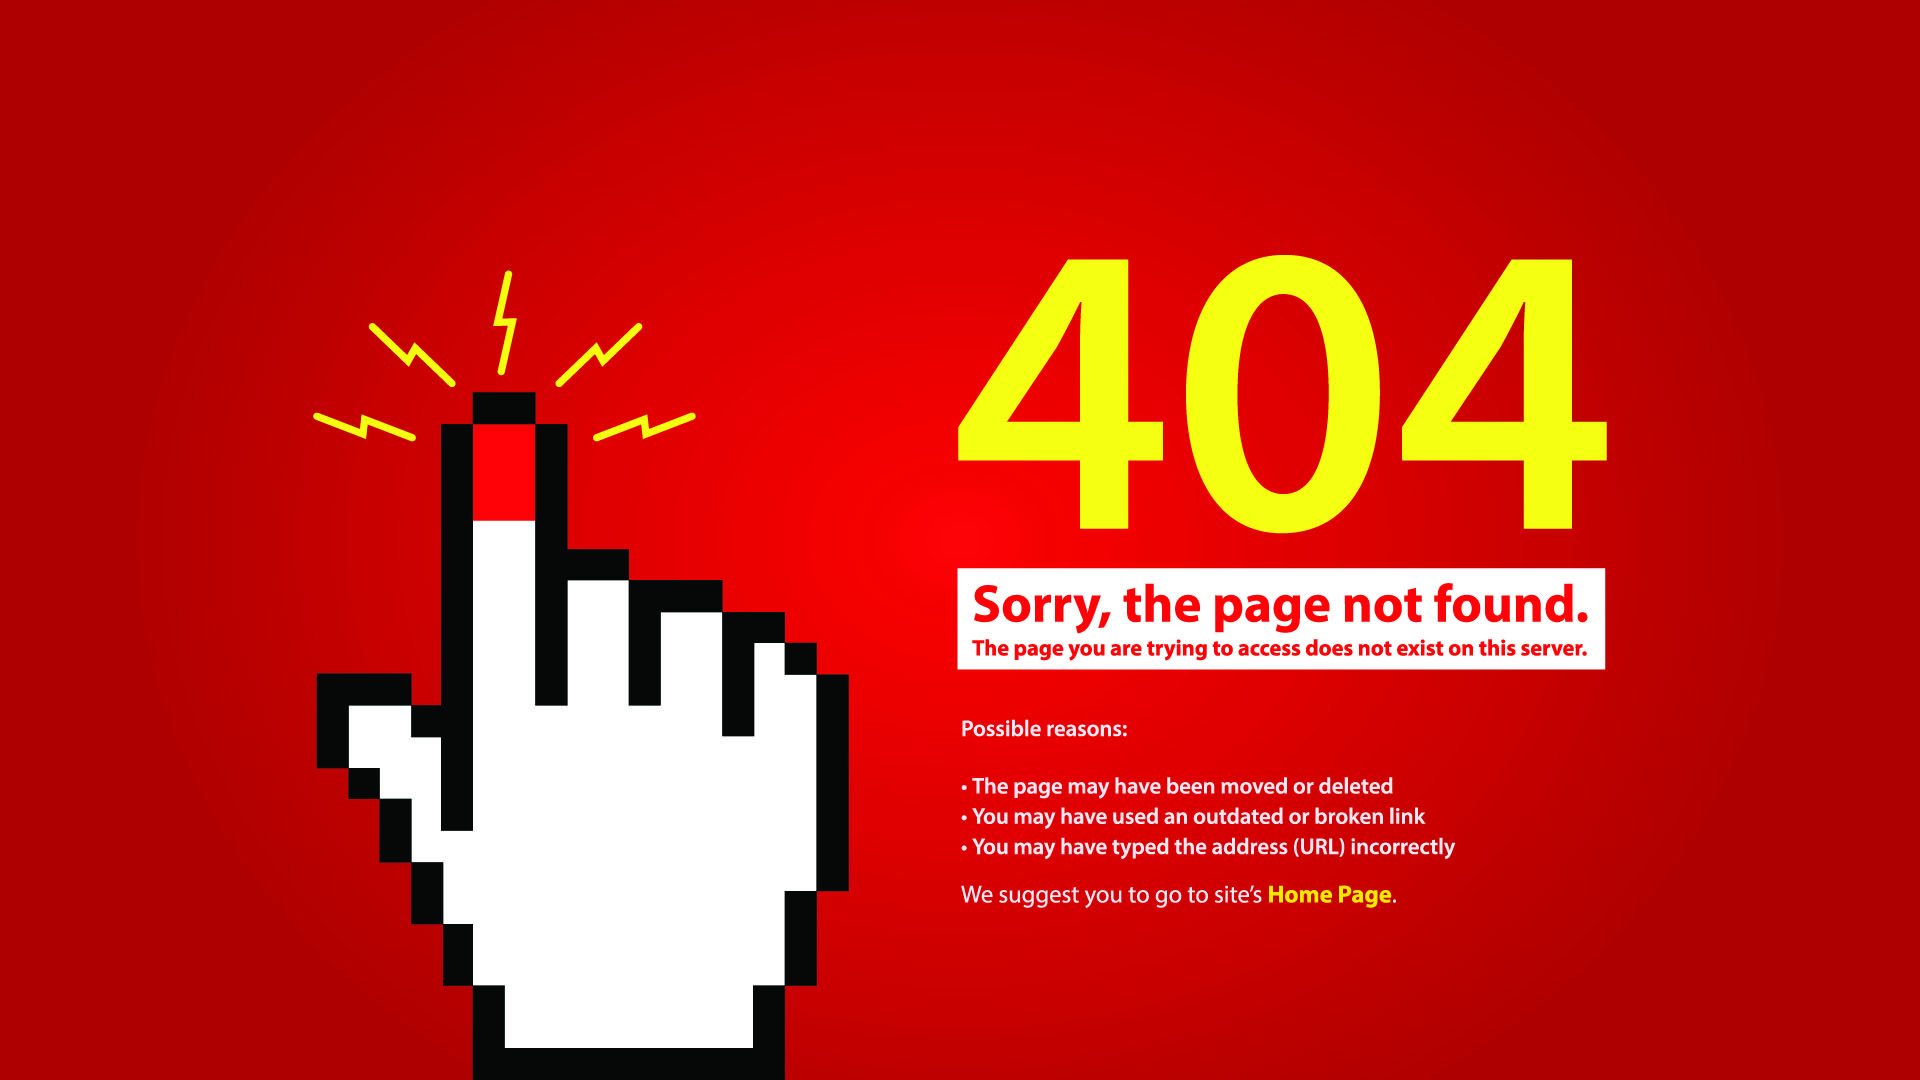 404
Sorry, the page not found.
The page you are trying to access does not exist on this server.
Possible reasons:
• The page may have been moved or deleted
• You may have used an outdated or broken link
• You may have typed the address (URL) incorrectly
We suggest you to go to site’s Home Page.